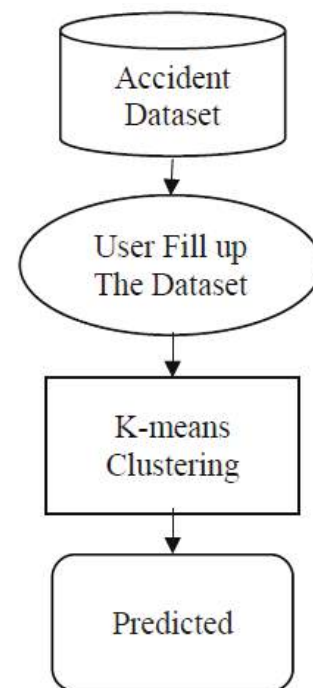 Accident
Dataset
User Fill up
The Dataset
K-means
Clustering
Predicted